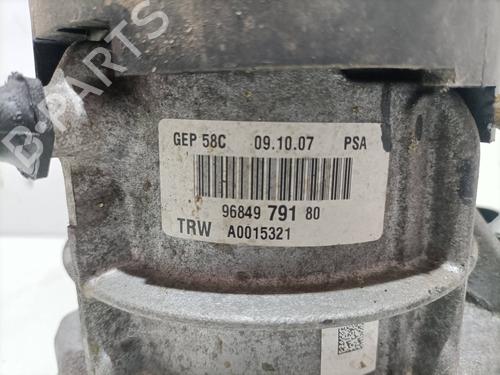 B-PARTS
GEP 58C 09.10.07 PSA
96849 791 80
TRW A0015321